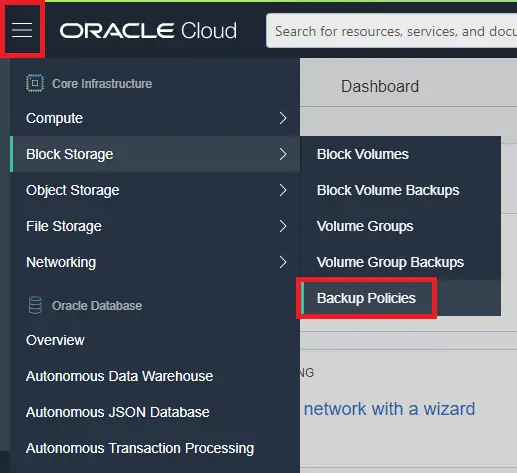 ORACLE Cloud
Search for resources, services, and docu
Core Infrastructure
Dashboard
Compute
Block Storage
Block Volumes
Object Storage
Block Volume Backups
File Storage
Volume Groups
Networking
Volume Group Backups
Oracle Database
Backup Policies
Overview
Autonomous Data Warehouse
NG
Autonomous JSON Database
network with a wizard
Autonomous Transaction Processing